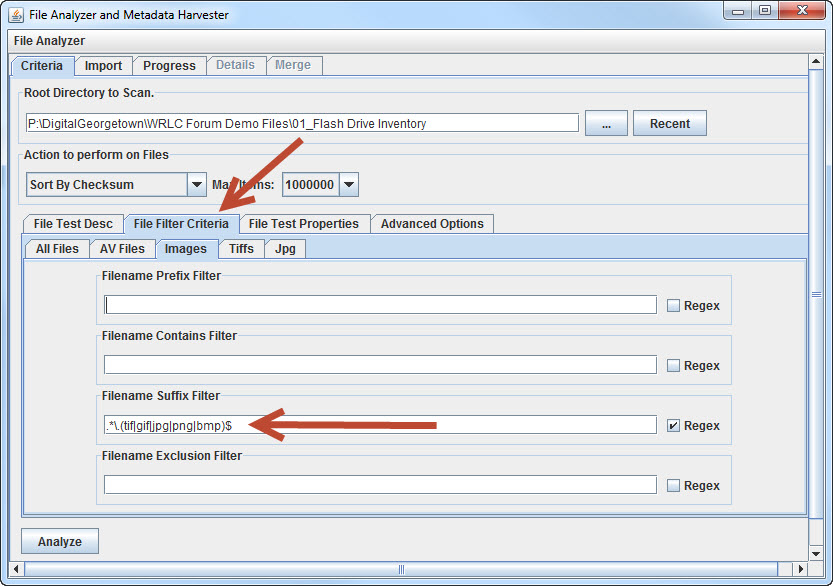 File Analyzer and Metadata Harvester
File Analyzer
Criteria Import Progress Details Merge
Root Directory to Scan.
P:\DigitalGeorgetown\WRLC Forum Demo Files\01_Flash Drive Inventory ... Recent
Action to perform on Files
Sort By Checksum Items: 1000000
File Test Desc File Filter Criteria File Test Properties Advanced Options
All Files AV Files Images Tiffs Jpg
Filename Prefix Filter
Regex
Filename Contains Filter
Regex
Filename Suffix Filter
.*\.(tif|gif|jpg|png|bmp)$ Regex
Filename Exclusion Filter
Regex
Analyze